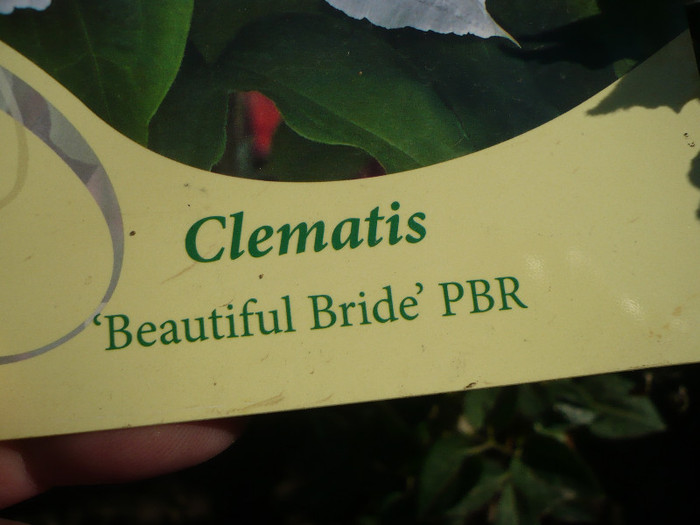 Clematis
‘Beautiful Bride’ PBR